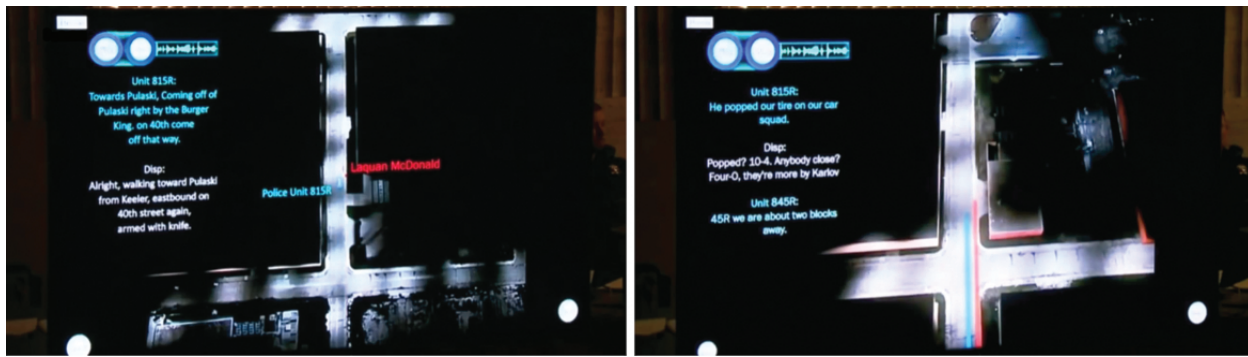 Unit 815R:
Towards Pulaski, Coming off of
Pulaski right by the Burger
King. on 40th come
off that way.
Disp:
Alright, walking toward Pulaski
from Keeler, eastbound on
40th street again,
armed with knife.
Laquan McDonald
Police Unit 815R
Unit 815R:
He popped our tire on our car
squad.
Disp:
Popped? 10-4. Anybody close?
Four-O, they're more by Karlov
Unit 845R:
45R we are about two blocks
away.